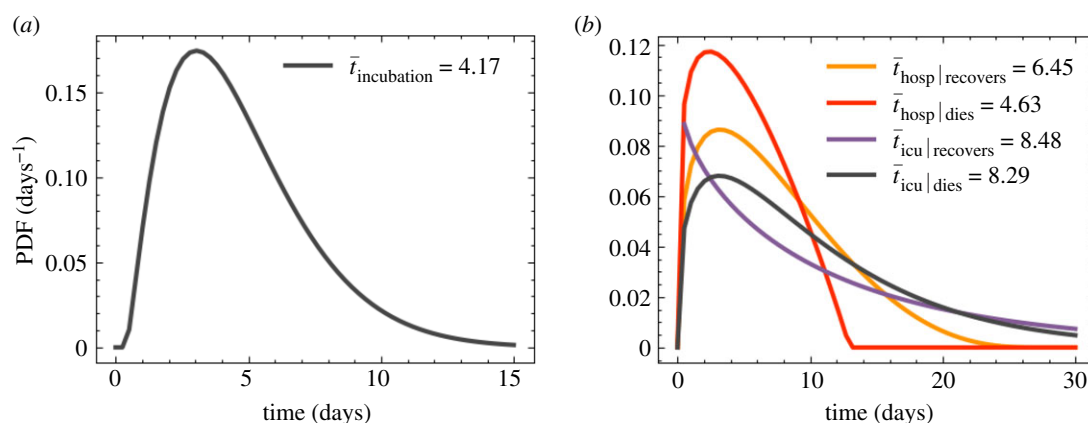 (a)
PDF (days⁻¹)
0.15
0.10
0.05
0
t̄incubation = 4.17
0 5 10 15
time (days)
(b)
0.12
0.10
0.08
0.06
0.04
0.02
0
t̄hosp|recovers = 6.45
t̄hosp|dies = 4.63
t̄icu|recovers = 8.48
t̄icu|dies = 8.29
0 10 20 30
time (days)